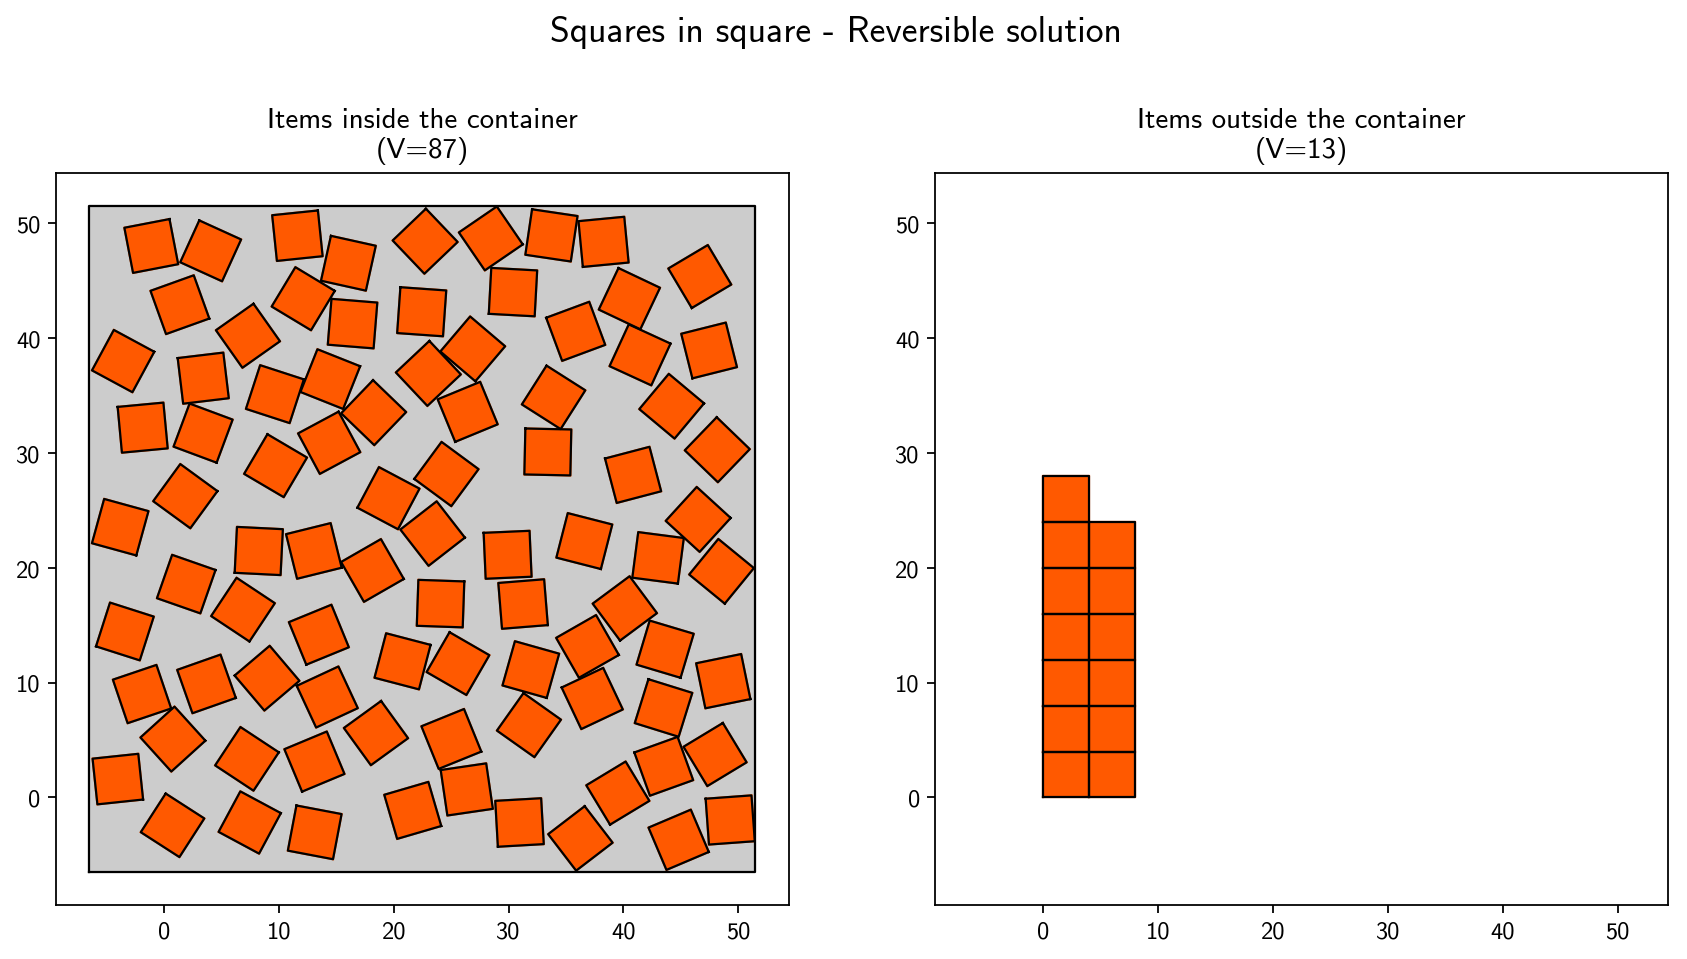 Squares in square - Reversible solution
Items inside the container
(V=87)
Items outside the container
(V=13)
50
40
30
20
10
0
0 10 20 30 40 50
50
40
30
20
10
0
0 10 20 30 40 50